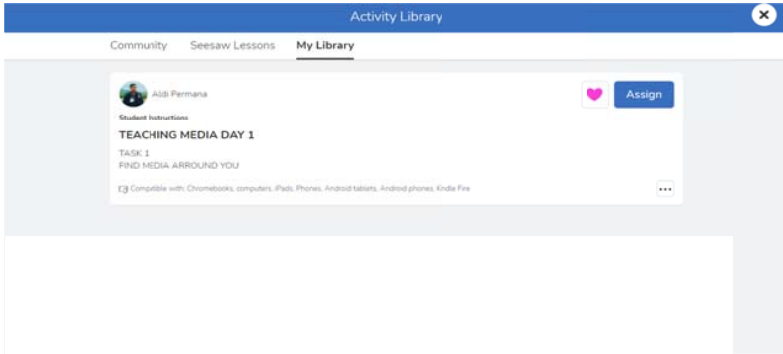 Activity Library
Community Seesaw Lessons My Library
Aldi Permana
Assign
Student Instructions
TEACHING MEDIA DAY 1
TASK 1
FIND MEDIA ARROUND YOU
Compatible with: Chromebooks, computers, iPads, Phones, Android tablets, Android phones, Kindle Fire